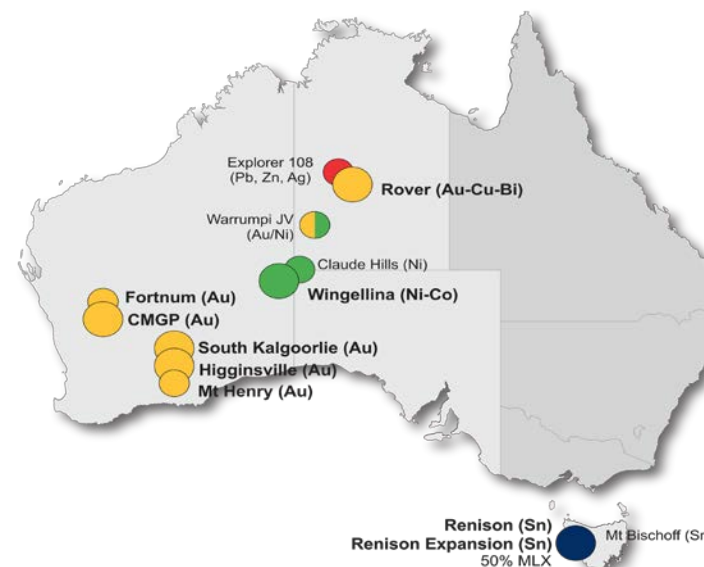 Explorer 108
(Pb, Zn, Ag)
Rover (Au-Cu-Bi)
Warrumpi JV
(Au/Ni)
Claude Hills (Ni)
Wingellina (Ni-Co)
Fortnum (Au)
CMGP (Au)
South Kalgoorlie (Au)
Higginsville (Au)
Mt Henry (Au)
Renison (Sn)
Mt Bischoff (Sn
Renison Expansion (Sn)
50% MLX